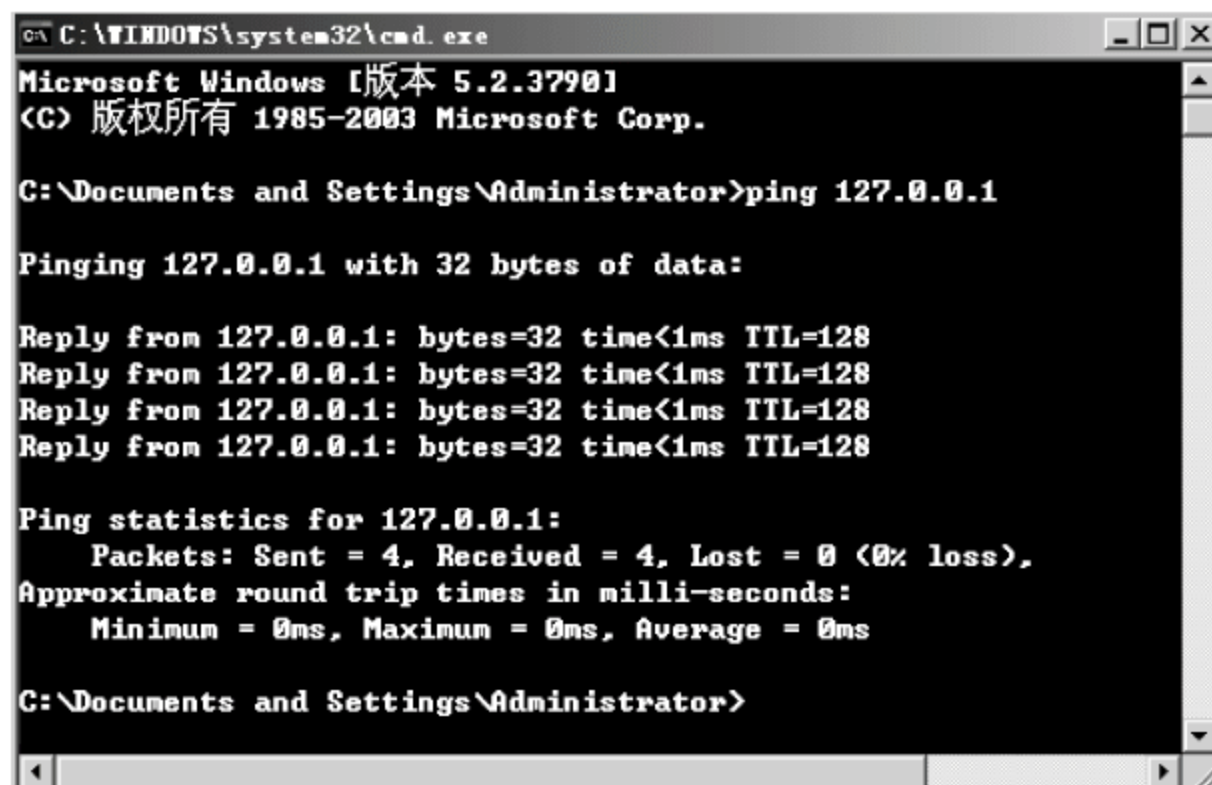 C:\WINDOWS\system32\cmd.exe
Microsoft Windows [版本 5.2.3790]
(C) 版权所有 1985-2003 Microsoft Corp.
C:\Documents and Settings\Administrator>ping 127.0.0.1
Pinging 127.0.0.1 with 32 bytes of data:
Reply from 127.0.0.1: bytes=32 time<1ms TTL=128
Reply from 127.0.0.1: bytes=32 time<1ms TTL=128
Reply from 127.0.0.1: bytes=32 time<1ms TTL=128
Reply from 127.0.0.1: bytes=32 time<1ms TTL=128
Ping statistics for 127.0.0.1:
Packets: Sent = 4, Received = 4, Lost = 0 (0% loss),
Approximate round trip times in milli-seconds:
Minimum = 0ms, Maximum = 0ms, Average = 0ms
C:\Documents and Settings\Administrator>